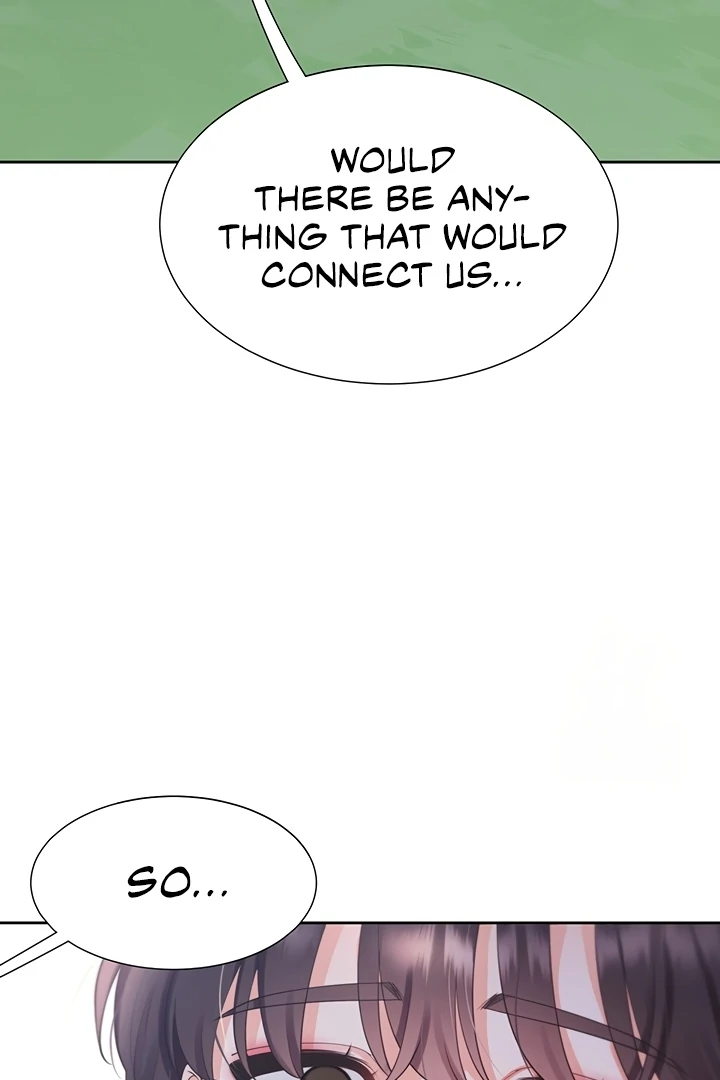 WOULD
THERE BE ANY-
THING THAT WOULD
CONNECT US...
SO...